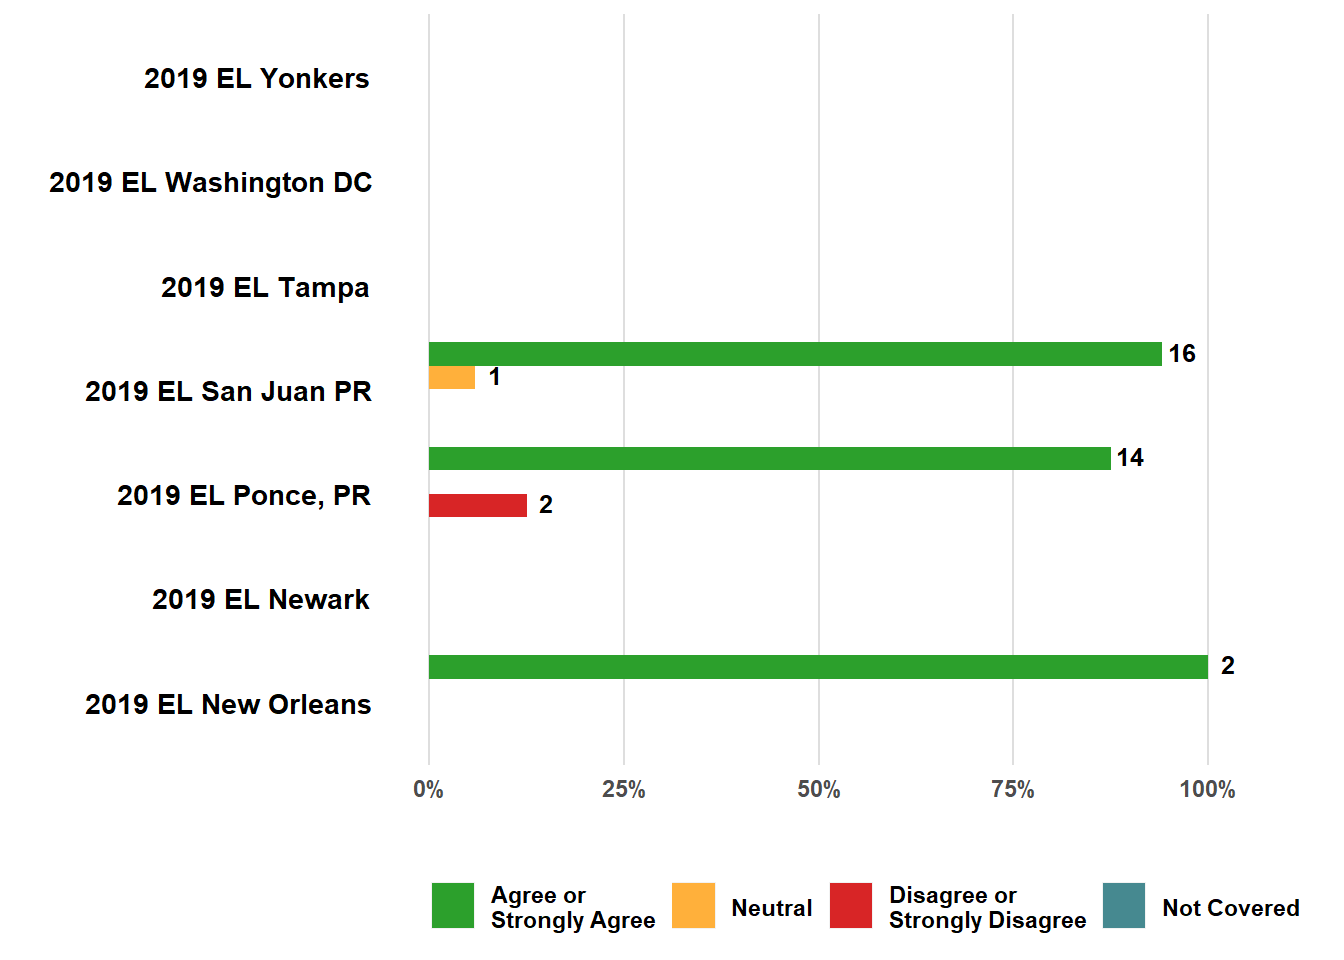 2019 EL Yonkers
2019 EL Washington DC
2019 EL Tampa
16
1
2019 EL San Juan PR
14
2019 EL Ponce, PR
2
2019 EL Newark
2
2019 EL New Orleans
0% 25% 50% 75% 100%
Agree or
Strongly Agree
Neutral
Disagree or
Strongly Disagree
Not Covered